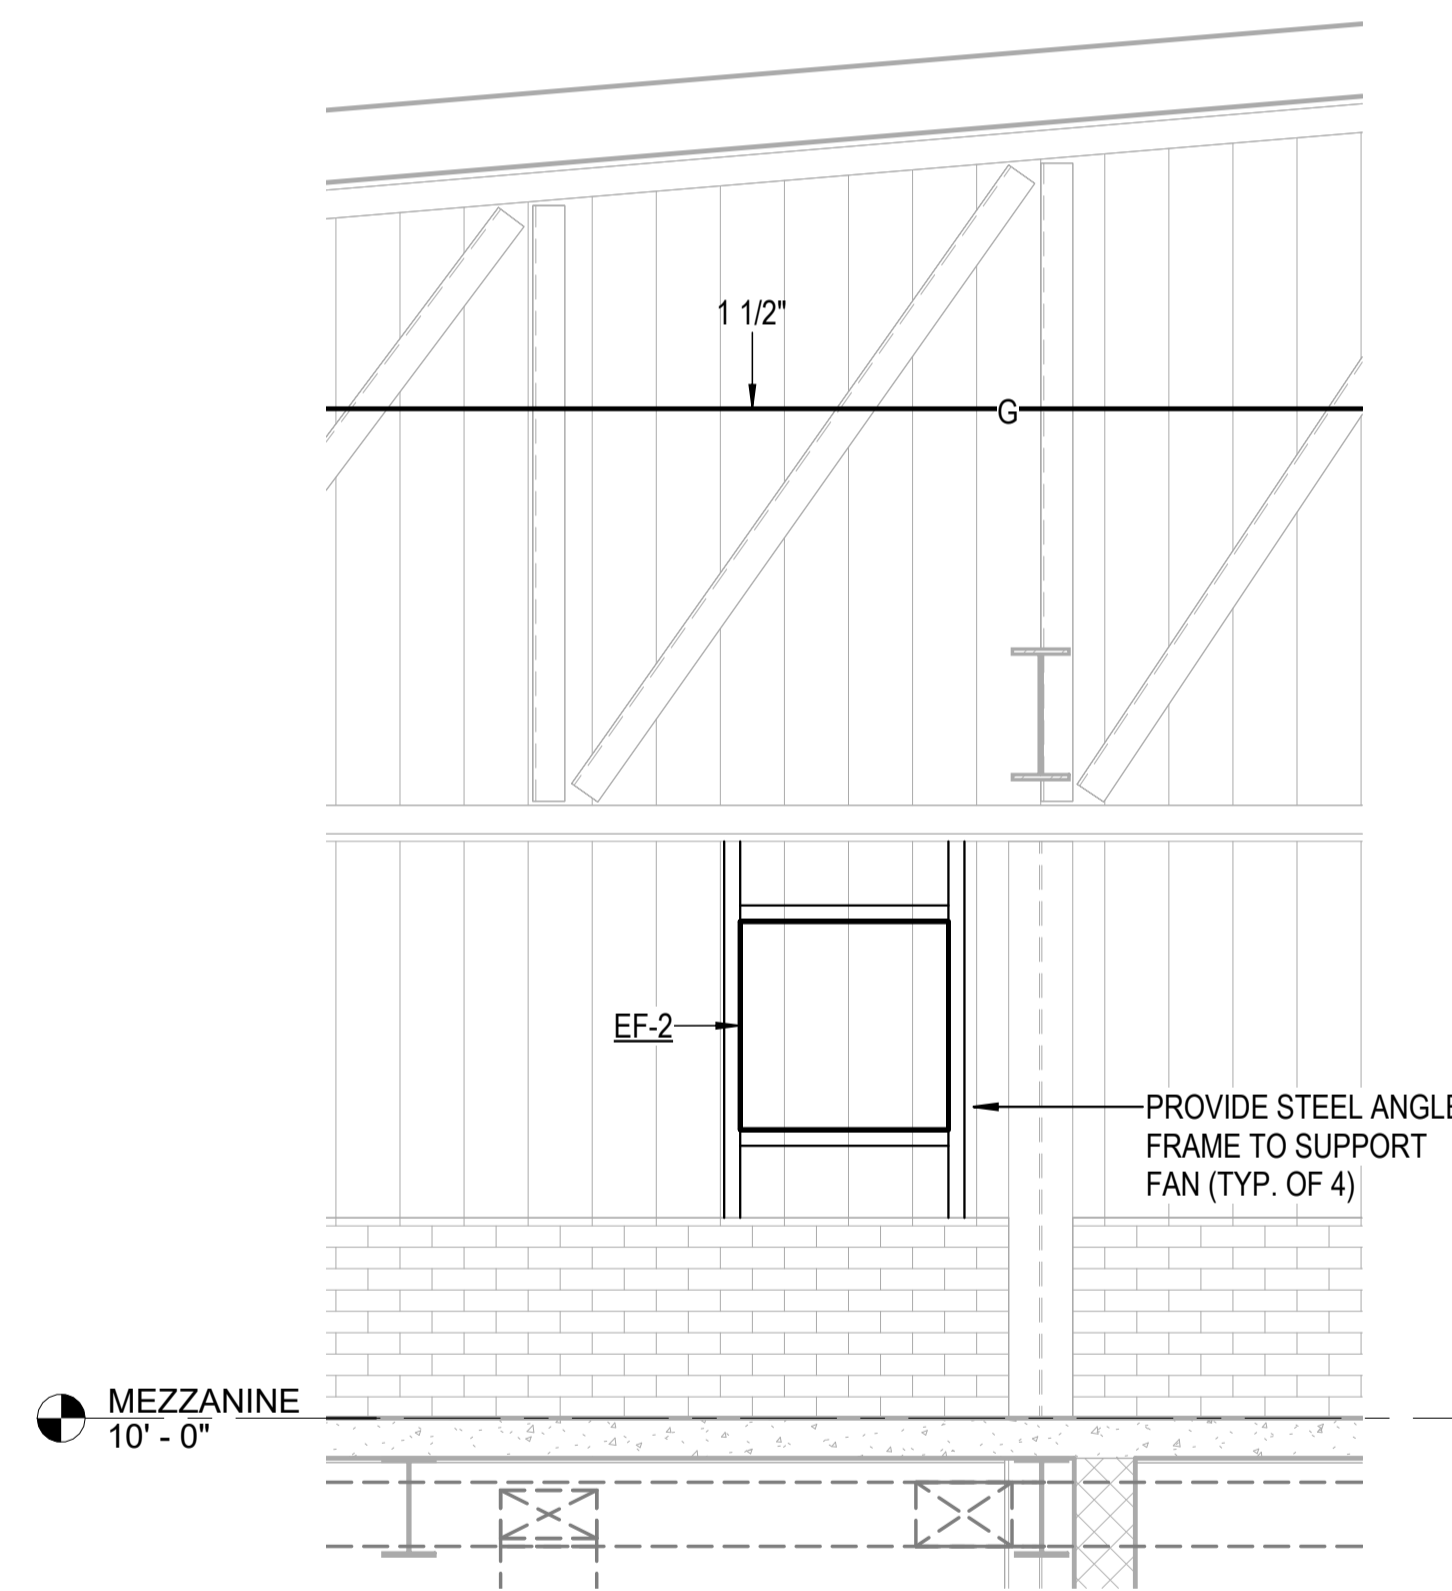 1 1/2"
G
EF-2
PROVIDE STEEL ANGLE
FRAME TO SUPPORT
FAN (TYP. OF 4)
MEZZANINE
10' - 0"